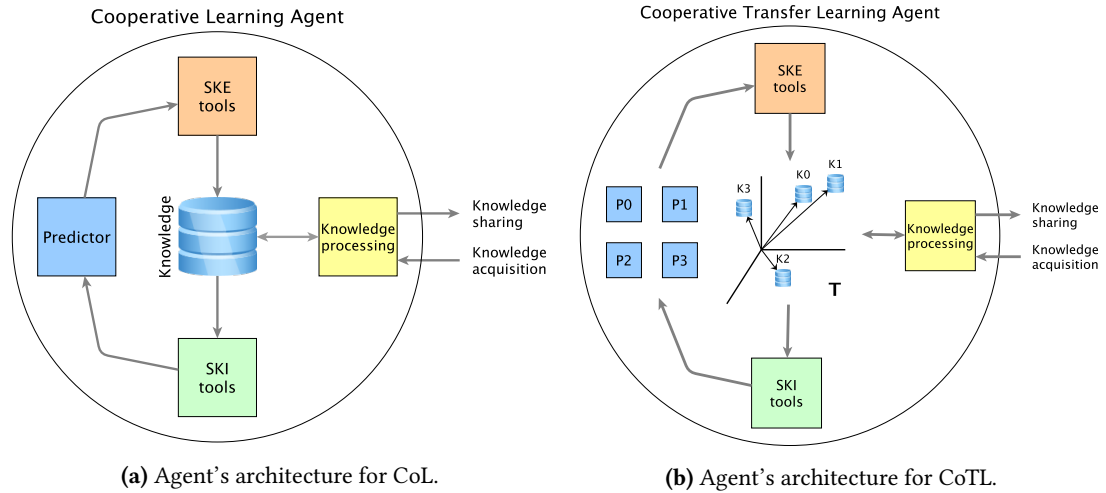 Cooperative Learning Agent
SKE
tools
Knowledge
Predictor
Knowledge
processing
Knowledge
sharing
Knowledge
acquisition
SKI
tools
(a) Agent's architecture for CoL.
Cooperative Transfer Learning Agent
SKE
tools
K1
K0
K3
P0
P1
P2
P3
K2
T
Knowledge
processing
Knowledge
sharing
Knowledge
acquisition
SKI
tools
(b) Agent's architecture for CoTL.